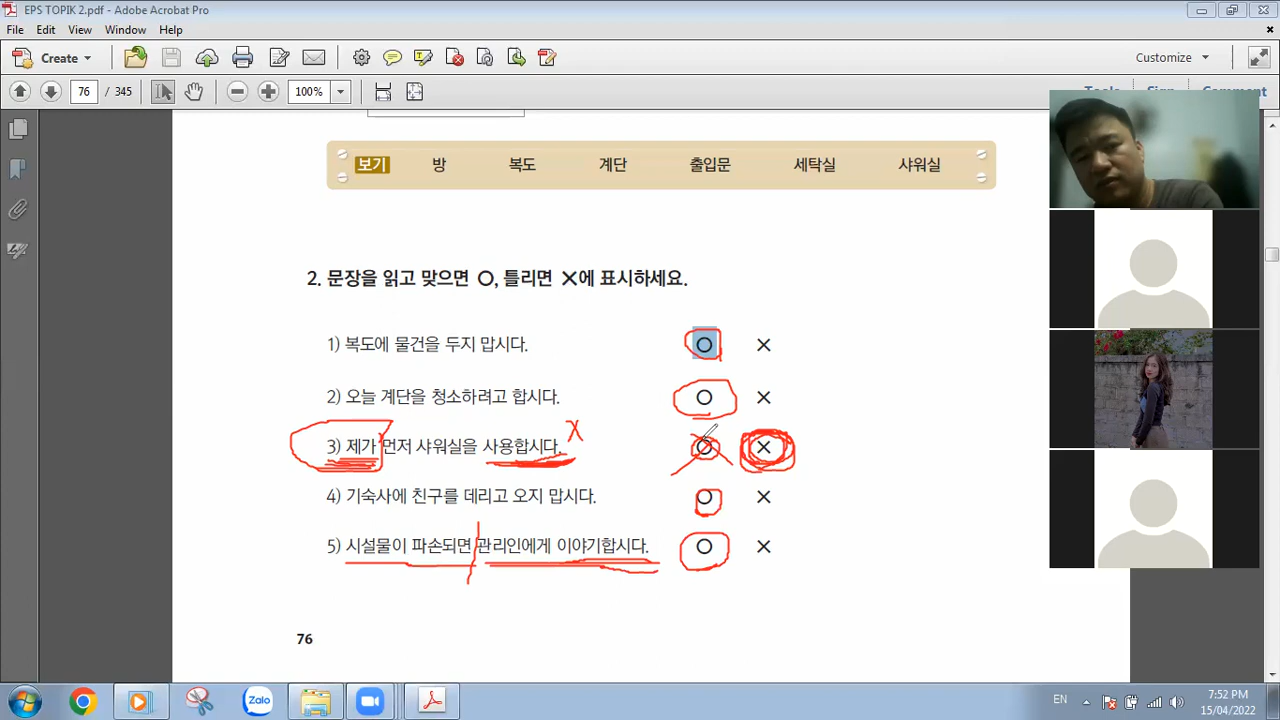 EPS TOPIK 2.pdf - Adobe Acrobat Pro
File Edit View Window Help
Create Customize
76 / 345 100%
Tools Sign Comment
보기 방 복도 계단 출입문 세탁실 샤워실
2. 문장을 읽고 맞으면 O, 틀리면 ✕에 표시하세요.
1) 복도에 물건을 두지 맙시다. O ✕
2) 오늘 계단을 청소하려고 합시다. O ✕
3) 제가 먼저 샤워실을 사용합시다. X O ✕
4) 기숙사에 친구를 데리고 오지 맙시다. O ✕
5) 시설물이 파손되면 관리인에게 이야기합시다. O ✕
76
Zalo
EN
7:52 PM
15/04/2022